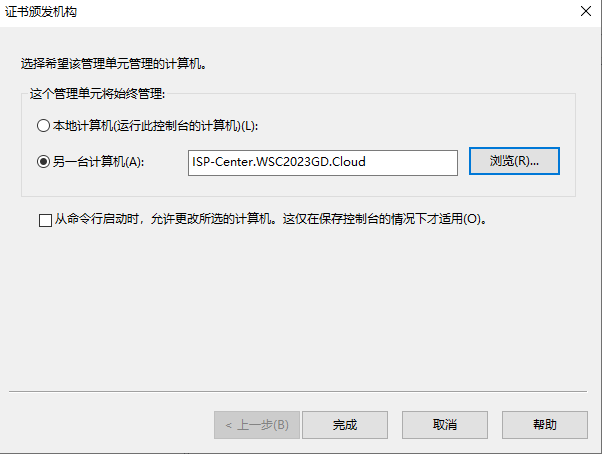 证书颁发机构
选择希望该管理单元管理的计算机。
这个管理单元将始终管理:
本地计算机(运行此控制台的计算机)(L):
另一台计算机(A): ISP-Center.WSC2023GD.Cloud 浏览(R)...
从命令行启动时，允许更改所选的计算机。这仅在保存控制台的情况下才适用(O)。
< 上一步(B) 完成 取消 帮助